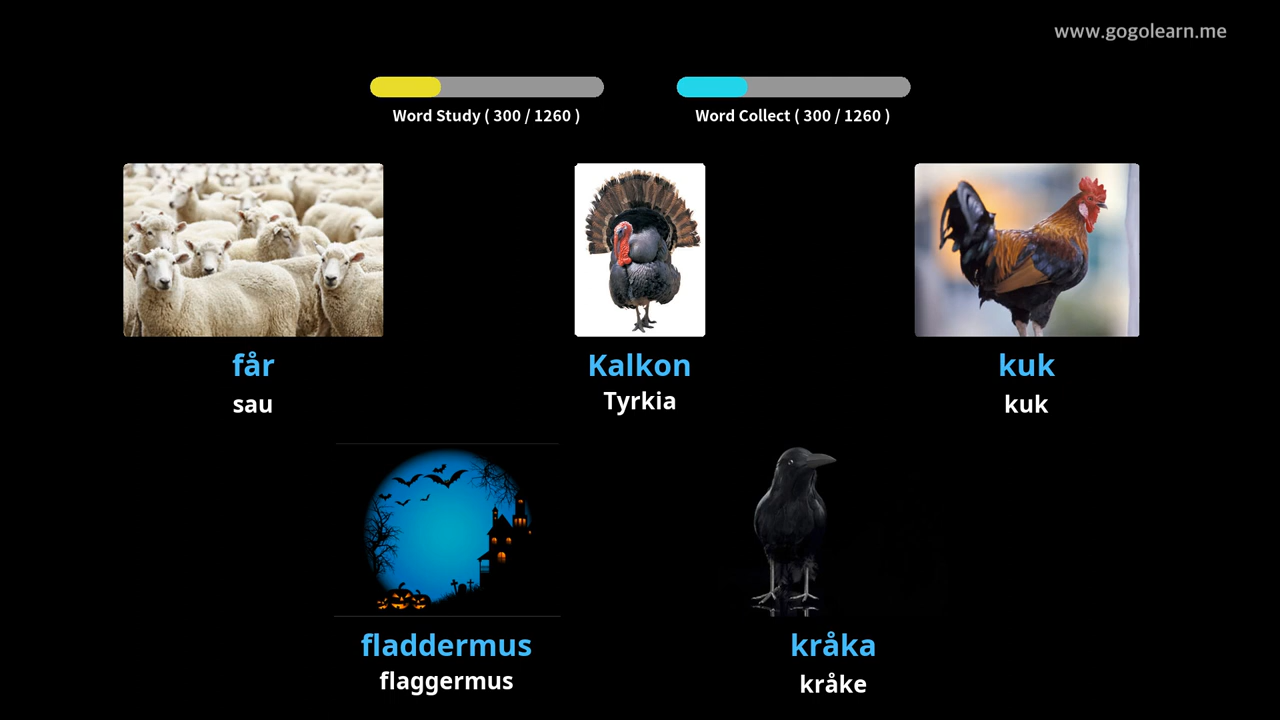 www.gogolearn.me
Word Study ( 300 / 1260 )
Word Collect ( 300 / 1260 )
får
sau
Kalkon
Tyrkia
kuk
kuk
fladdermus
flaggermus
kråka
kråke